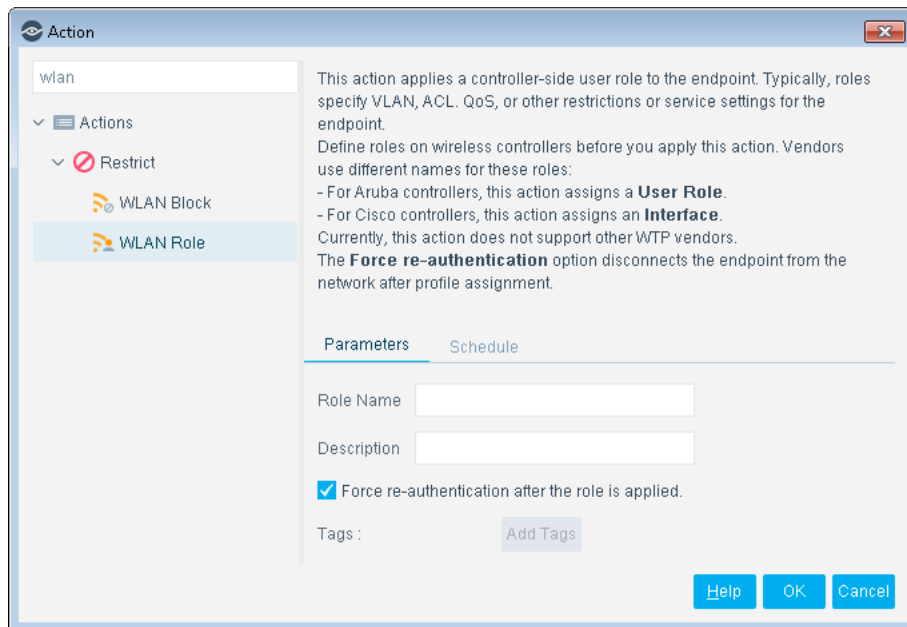 Action
wlan
Actions
Restrict
WLAN Block
WLAN Role
This action applies a controller-side user role to the endpoint. Typically, roles
specify VLAN, ACL. QoS, or other restrictions or service settings for the
endpoint.
Define roles on wireless controllers before you apply this action. Vendors
use different names for these roles:
- For Aruba controllers, this action assigns a User Role.
- For Cisco controllers, this action assigns an Interface.
Currently, this action does not support other WTP vendors.
The Force re-authentication option disconnects the endpoint from the
network after profile assignment.
Parameters
Schedule
Role Name
Description
Force re-authentication after the role is applied.
Tags :
Add Tags
Help
OK
Cancel